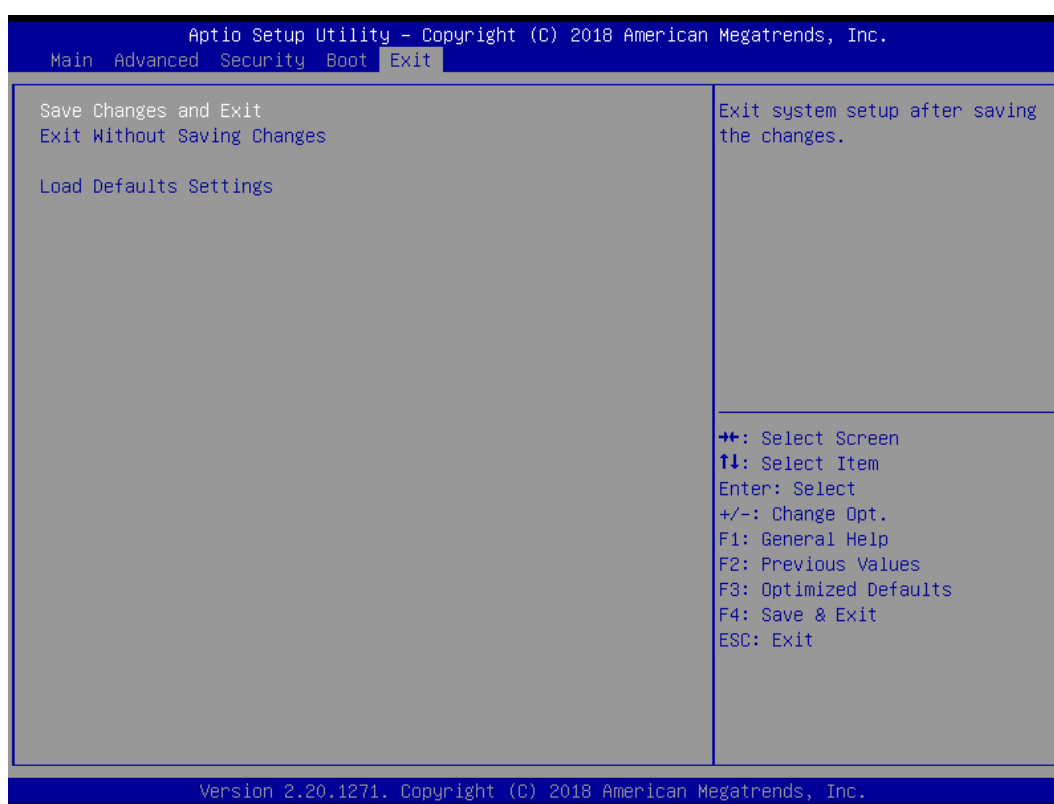 Aptio Setup Utility – Copyright (C) 2018 American Megatrends, Inc.
Main Advanced Security Boot Exit
Save Changes and Exit
Exit Without Saving Changes
Load Defaults Settings
Exit system setup after saving
the changes.
→←: Select Screen
↑↓: Select Item
Enter: Select
+/-: Change Opt.
F1: General Help
F2: Previous Values
F3: Optimized Defaults
F4: Save & Exit
ESC: Exit
Version 2.20.1271. Copyright (C) 2018 American Megatrends, Inc.